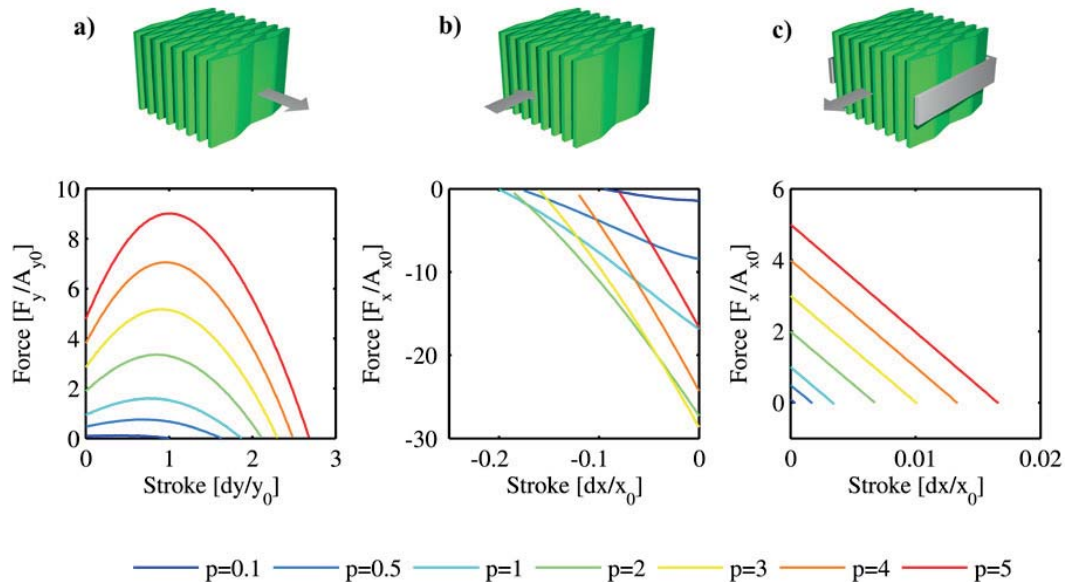 a)
b)
c)
Force [F_y/A_y0]
10
8
6
4
2
0
0 1 2 3
Stroke [dy/y_0]
Force [F_x/A_x0]
0
-10
-20
-30
-0.2 -0.1 0
Stroke [dx/x_0]
Force [F_x/A_x0]
6
4
2
0
0 0.01 0.02
Stroke [dx/x_0]
p=0.1 p=0.5 p=1 p=2 p=3 p=4 p=5